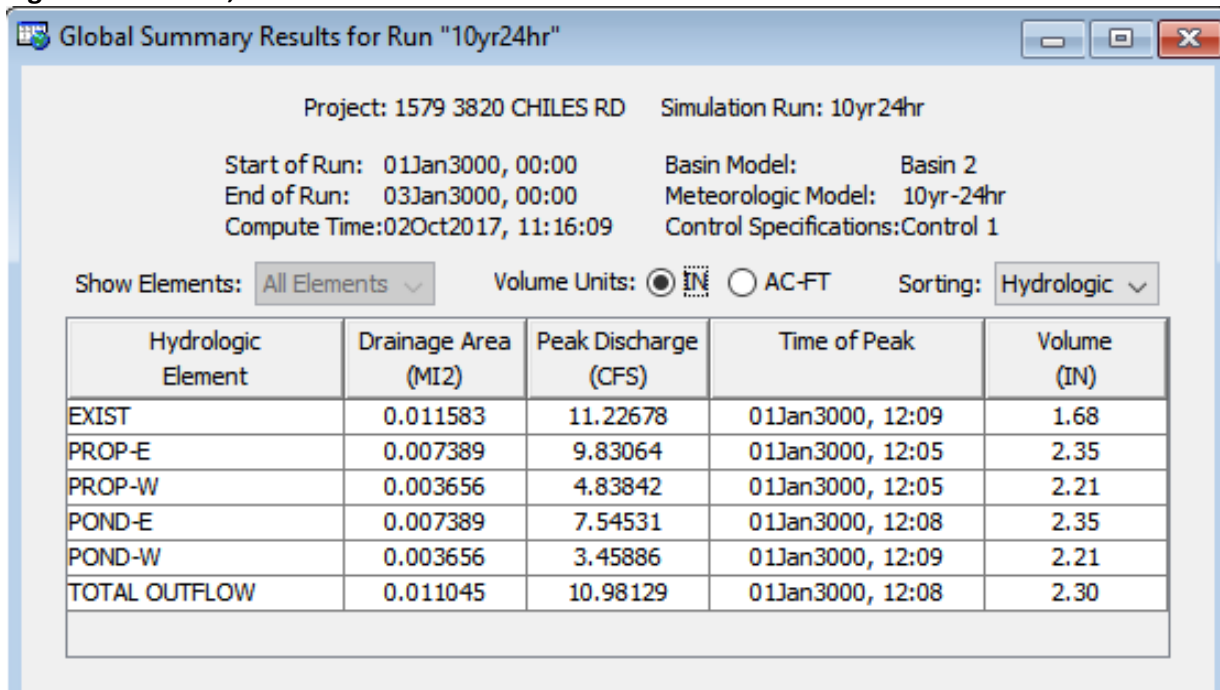 Global Summary Results for Run "10yr24hr"
Project: 1579 3820 CHILES RD Simulation Run: 10yr24hr
Start of Run: 01Jan3000, 00:00 Basin Model: Basin 2
End of Run: 03Jan3000, 00:00 Meteorologic Model: 10yr-24hr
Compute Time:02Oct2017, 11:16:09 Control Specifications:Control 1
Show Elements: All Elements Volume Units: IN AC-FT Sorting: Hydrologic
Hydrologic Drainage Area Peak Discharge Time of Peak Volume
Element (MI2) (CFS) (IN)
EXIST 0.011583 11.22678 01Jan3000, 12:09 1.68
PROP-E 0.007389 9.83064 01Jan3000, 12:05 2.35
PROP-W 0.003656 4.83842 01Jan3000, 12:05 2.21
POND-E 0.007389 7.54531 01Jan3000, 12:08 2.35
POND-W 0.003656 3.45886 01Jan3000, 12:09 2.21
TOTAL OUTFLOW 0.011045 10.98129 01Jan3000, 12:08 2.30